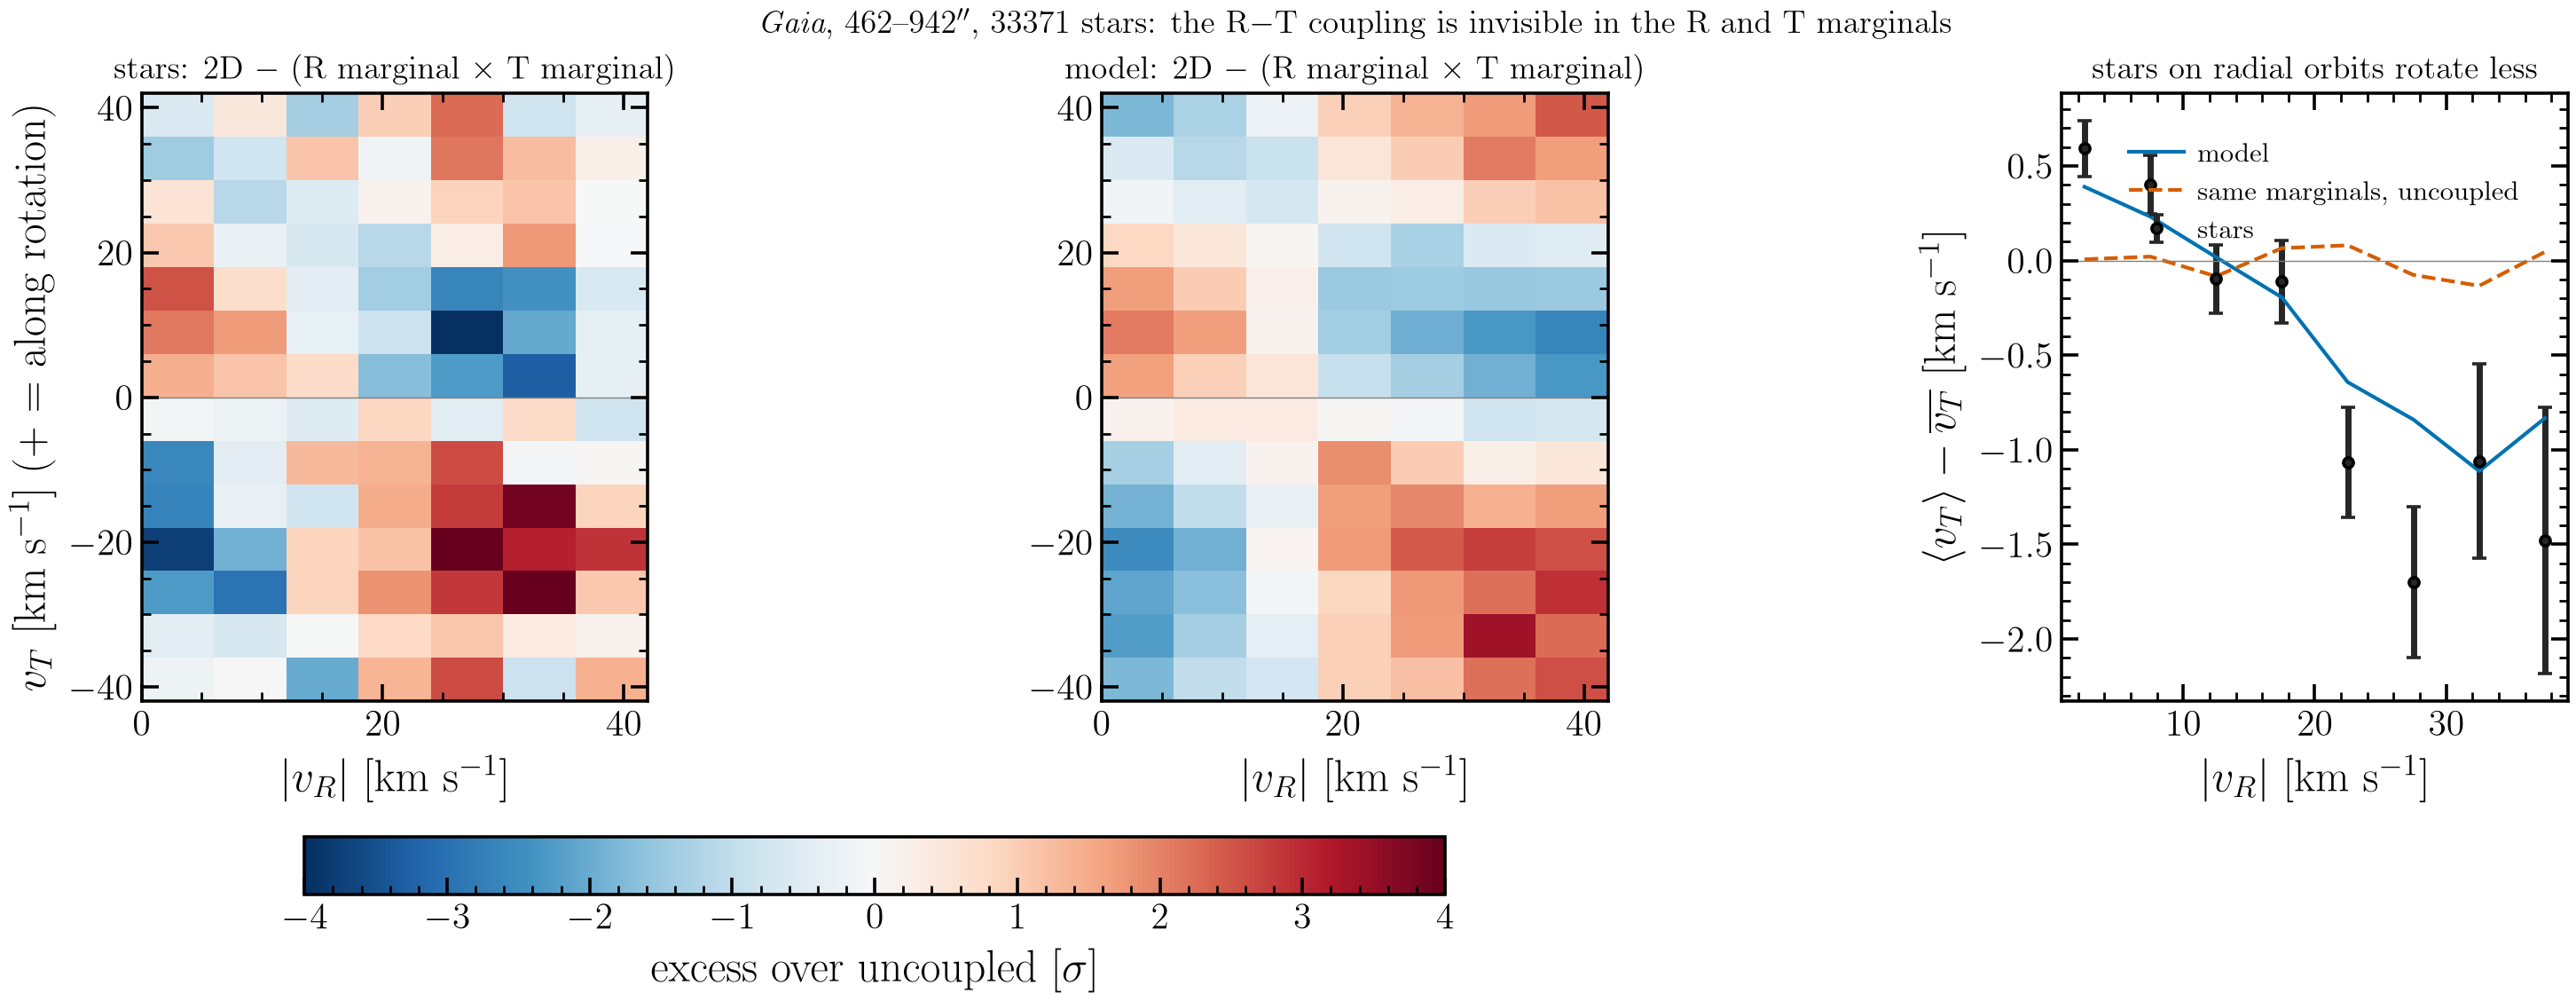 Gaia, 462–942″, 33371 stars: the R−T coupling is invisible in the R and T marginals
stars: 2D − (R marginal × T marginal)
model: 2D − (R marginal × T marginal)
stars on radial orbits rotate less
v_T [km s⁻¹] (+ = along rotation)
40
20
0
−20
−40
0
20
40
|v_R| [km s⁻¹]
40
20
0
−20
−40
0
20
40
|v_R| [km s⁻¹]
⟨v_T⟩ − \overline{v_T} [km s⁻¹]
0.5
0.0
−0.5
−1.0
−1.5
−2.0
model
same marginals, uncoupled
stars
10
20
30
|v_R| [km s⁻¹]
−4
−3
−2
−1
0
1
2
3
4
excess over uncoupled [σ]